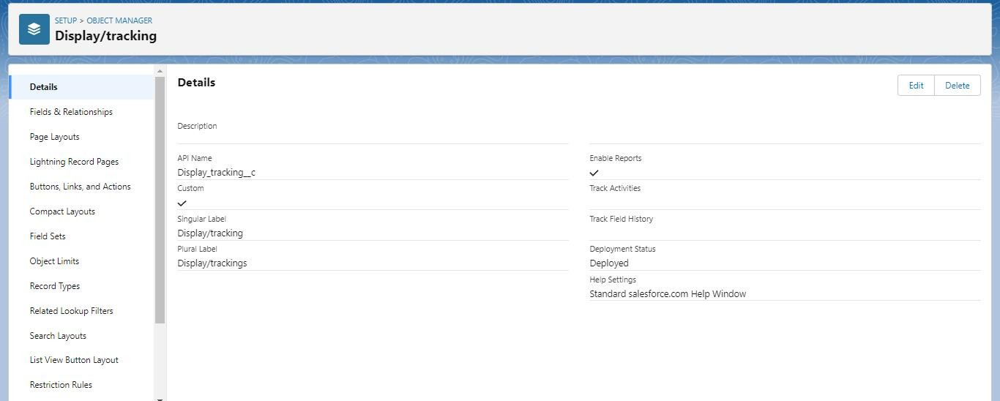 SETUP > OBJECT MANAGER
Display/tracking
Details
Fields & Relationships
Page Layouts
Lightning Record Pages
Buttons, Links, and Actions
Compact Layouts
Field Sets
Object Limits
Record Types
Related Lookup Filters
Search Layouts
List View Button Layout
Restriction Rules
Details
Edit
Delete
Description
API Name
Display_tracking__c
Custom
Singular Label
Display/tracking
Plural Label
Display/trackings
Enable Reports
Track Activities
Track Field History
Deployment Status
Deployed
Help Settings
Standard salesforce.com Help Window